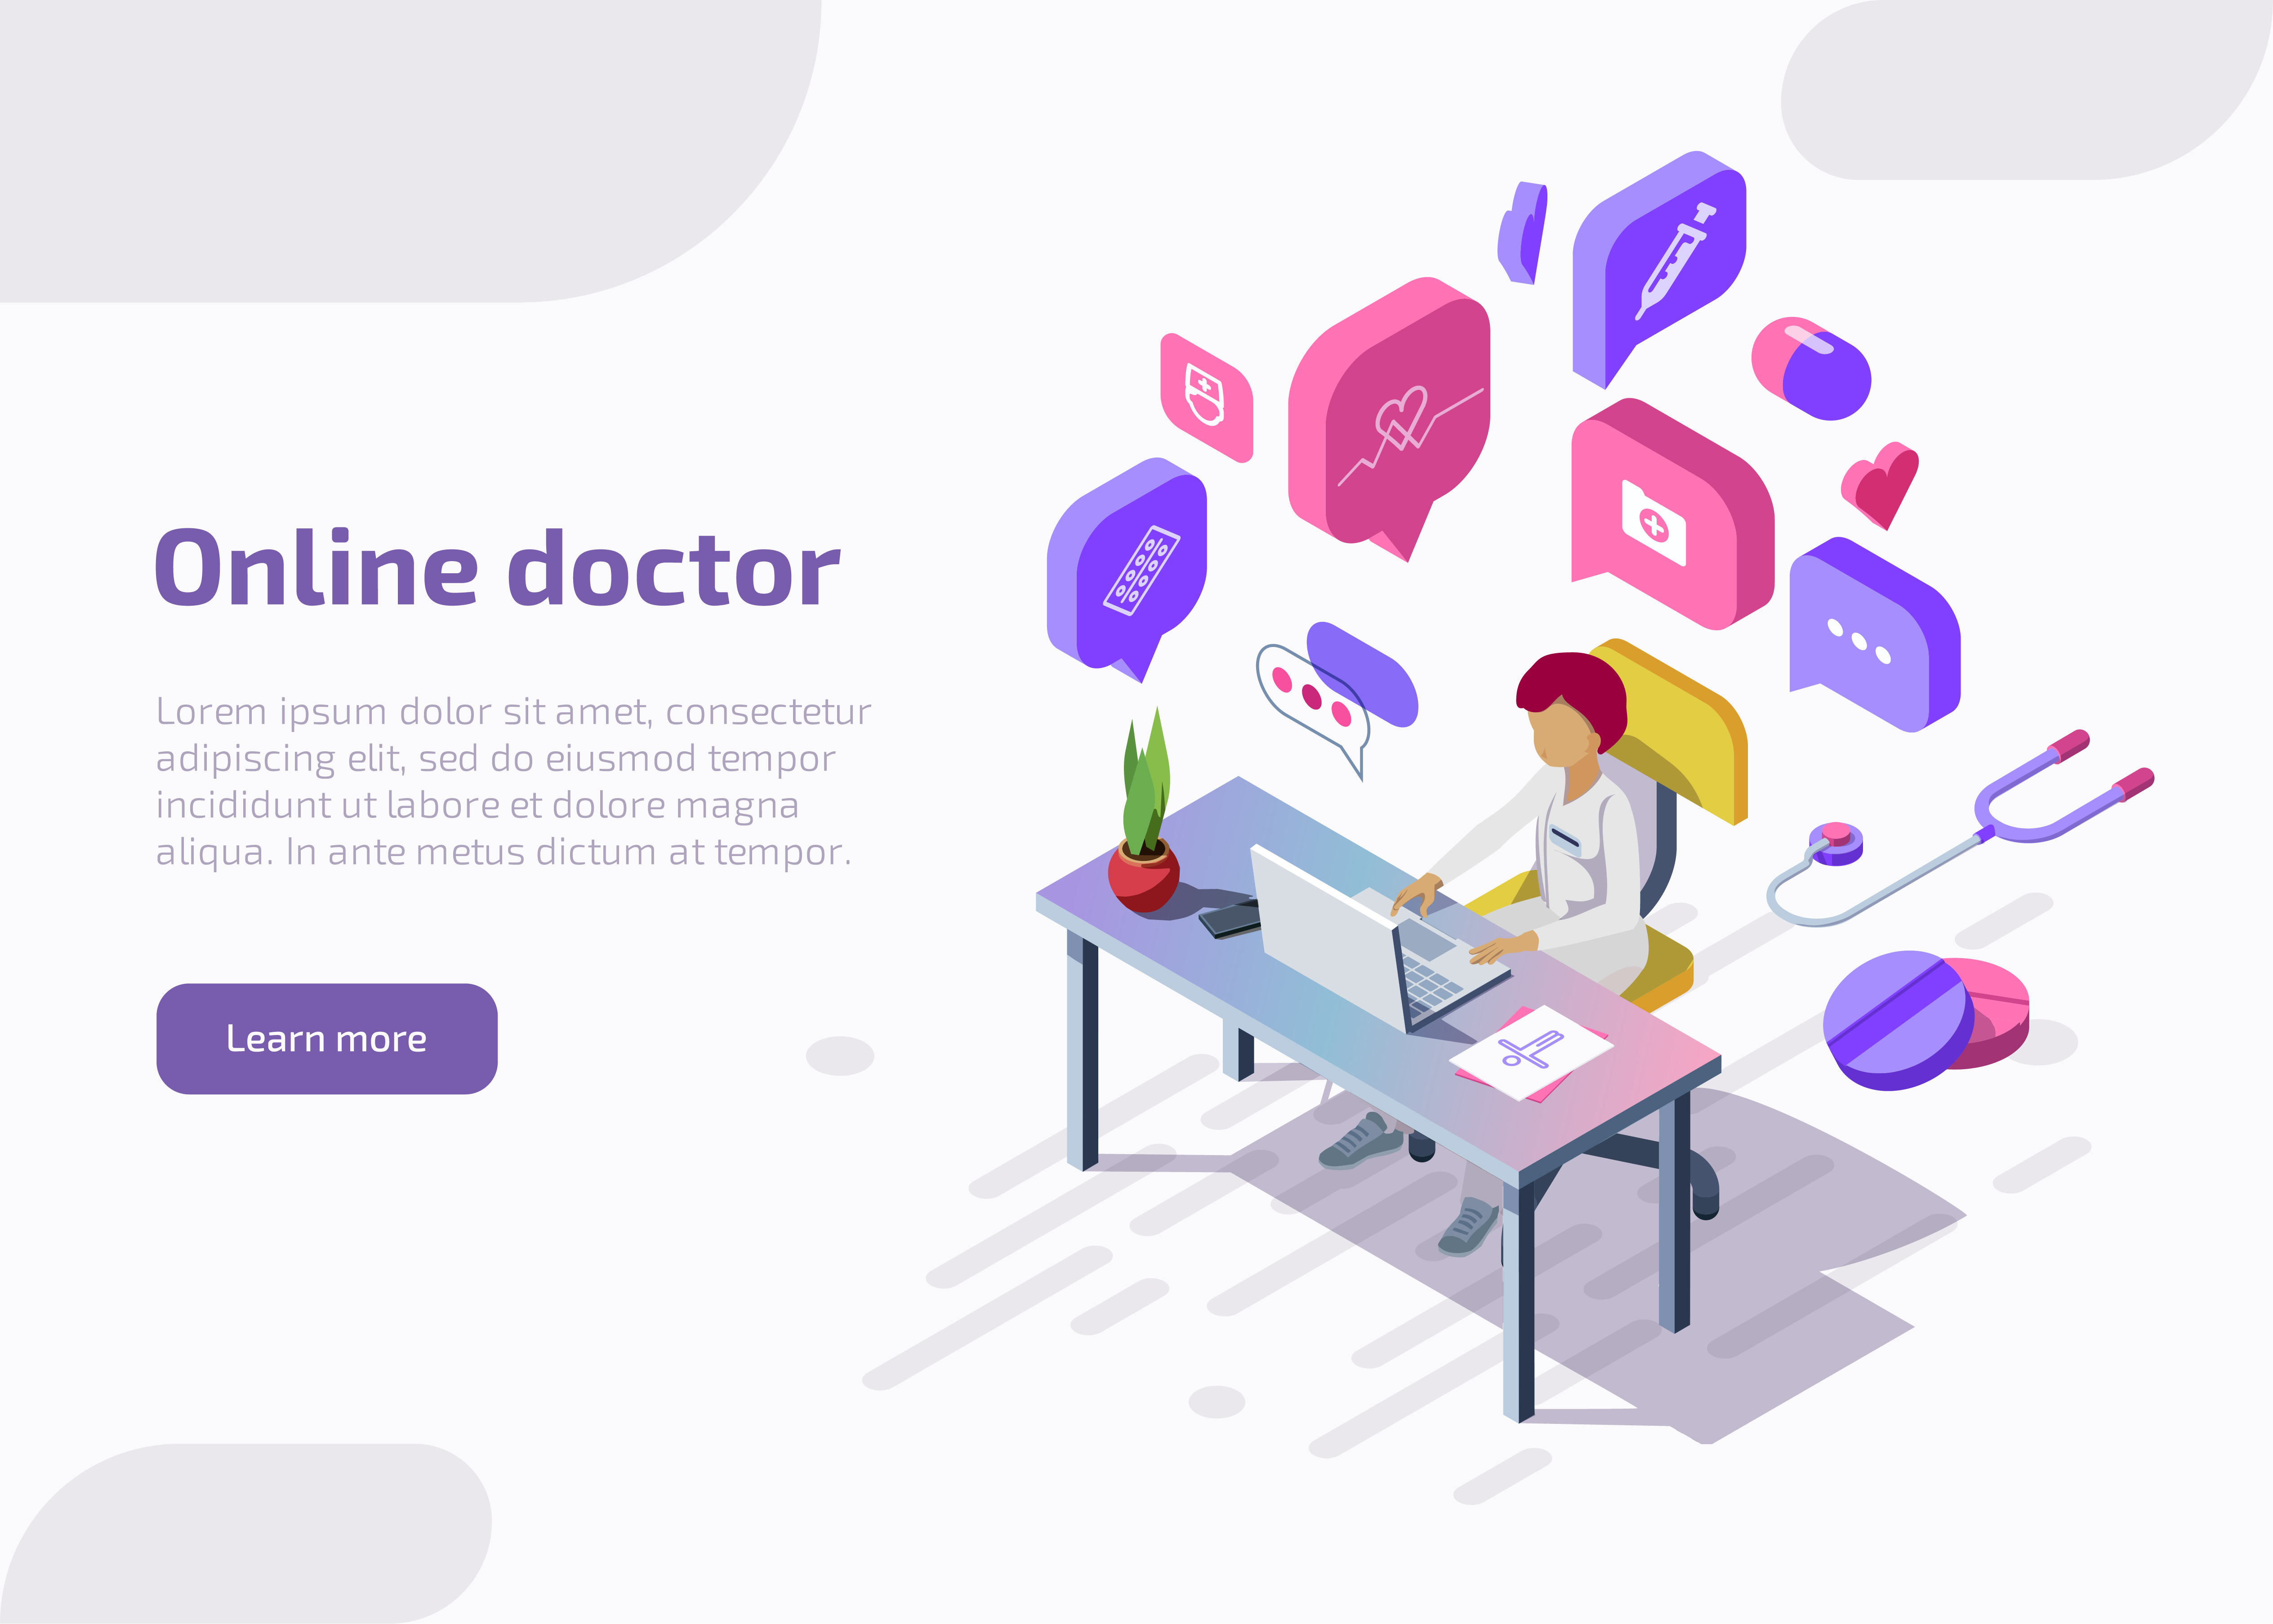 Online doctor
Lorem ipsum dolor sit amet, consectetur
adipiscing elit, sed do eiusmod tempor
incididunt ut labore et dolore magna
aliqua. In ante metus dictum at tempor.
Learn more